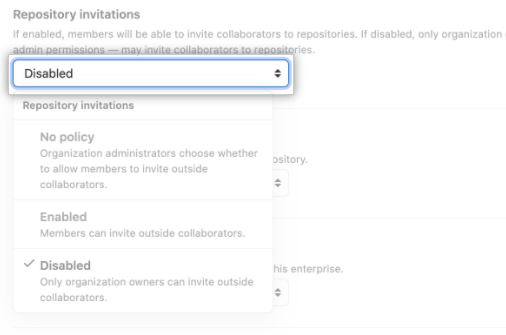 Repository invitations
If enabled, members will be able to invite collaborators to repositories. If disabled, only organization
admin permissions — may invite collaborators to repositories.
Disabled
Repository invitations
No policy
Organization administrators choose whether
to allow members to invite outside
collaborators.
ository.
Enabled
Members can invite outside collaborators.
✓ Disabled
Only organization owners can invite outside
collaborators.
his enterprise.